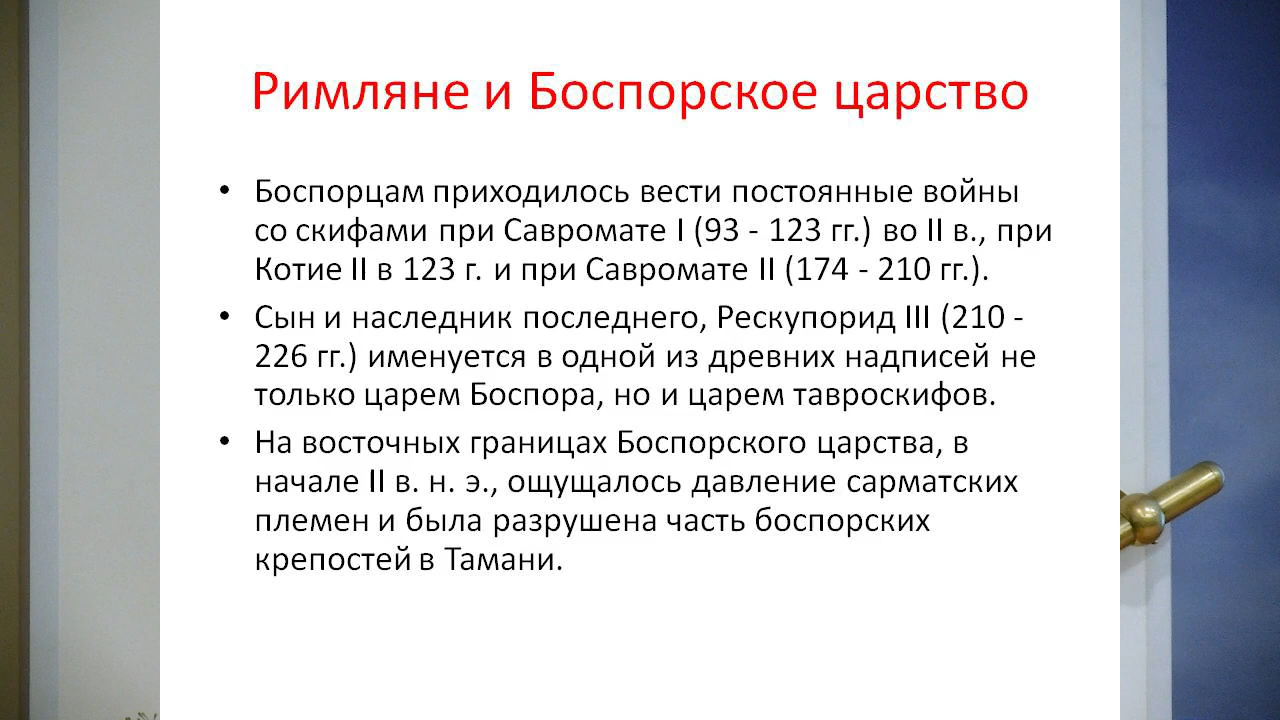 Римляне и Боспорское царство
• Боспорцам приходилось вести постоянные войны
со скифами при Савромате I (93 - 123 гг.) во II в., при
Котие II в 123 г. и при Савромате II (174 - 210 гг.).
• Сын и наследник последнего, Рескупорид III (210 -
226 гг.) именуется в одной из древних надписей не
только царем Боспора, но и царем тавроскифов.
• На восточных границах Боспорского царства, в
начале II в. н. э., ощущалось давление сарматских
племен и была разрушена часть боспорских
крепостей в Тамани.